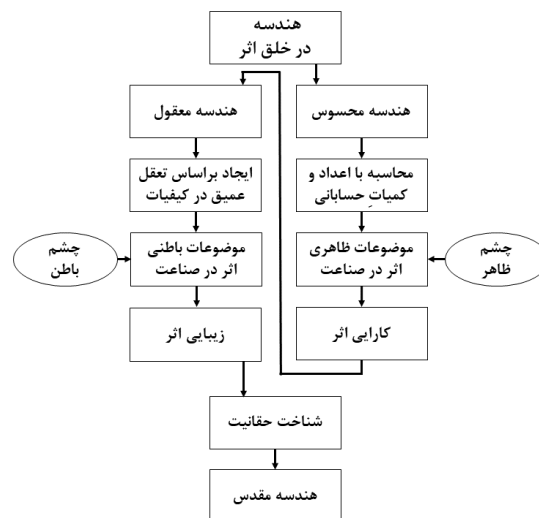 هندسه
در خلق اثر
هندسه محسوس
هندسه معقول
محاسبه با اعداد و
کمیاتِ حسابانی
ایجاد براساس تعقل
عمیق در کیفیات
چشم
ظاهر
موضوعات ظاهری
اثر در صناعت
موضوعات باطنی
اثر در صناعت
چشم
باطن
کارایی اثر
زیبایی اثر
شناخت حقانیت
هندسه مقدس